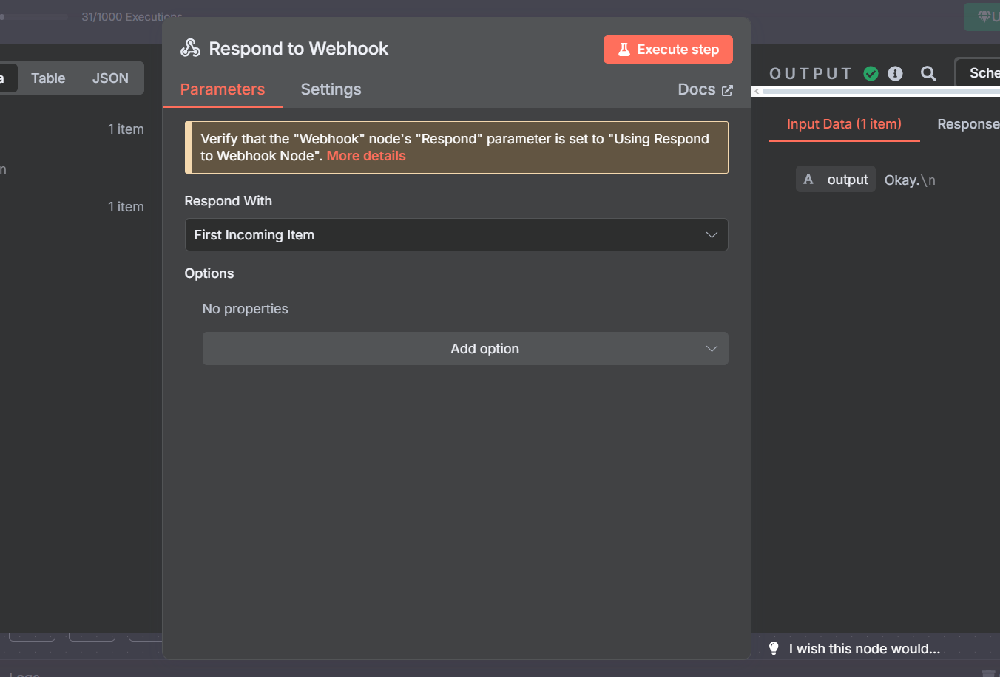 31/1000 Executions
Respond to Webhook
Execute step
Parameters
Settings
Docs
Table
JSON
1 item
1 item
Verify that the "Webhook" node's "Respond" parameter is set to "Using Respond
to Webhook Node". More details
Respond With
First Incoming Item
Options
No properties
Add option
OUTPUT
Sche
Input Data (1 item)
Response
A output Okay.\n
I wish this node would...